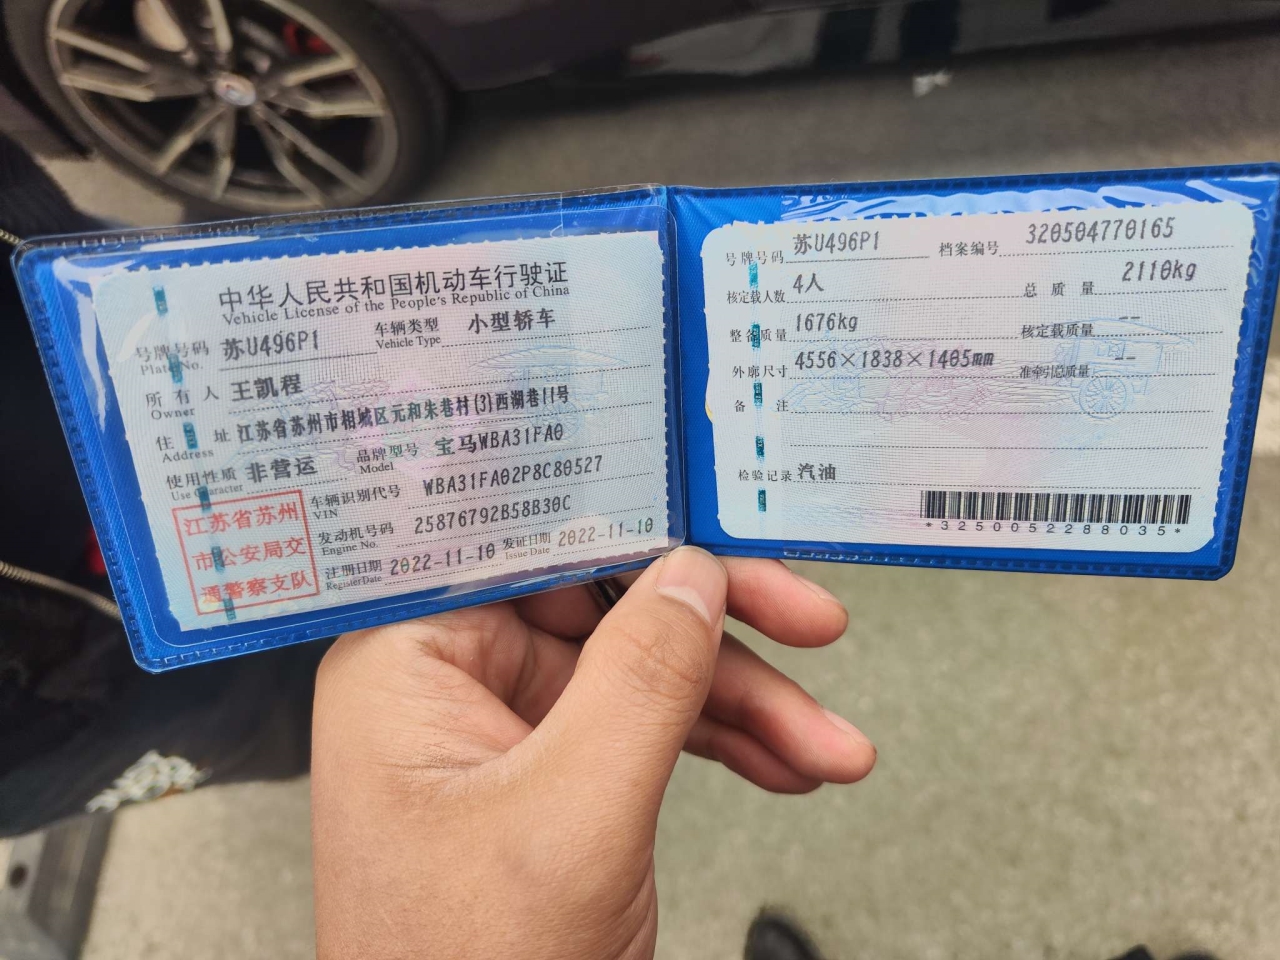 中华人民共和国机动车行驶证
Vehicle License of the People's Republic of China
号牌号码 苏U496P1 车辆类型 小型轿车
Plate No. Vehicle Type
所有人 王凯程
Owner
住址 江苏省苏州市相城区元和朱巷村(3)西湖巷11号
Address
使用性质 非营运 品牌型号 宝马WBA31FA0
Use Character Model
车辆识别代号 WBA31FA02P8C80527
VIN
发动机号码 25876792B58B30C
Engine No.
注册日期 2022-11-10 发证日期 2022-11-10
Register Date Issue Date
江苏省苏州
市公安局交
通警察支队
号牌号码 苏U496P1 档案编号 320504770165
核定载人数 4人 总质量 2110kg
整备质量 1676kg 核定载质量 --
外廓尺寸 4556×1838×1405mm 准牵引总质量 --
备注
检验记录 汽油
*3250052288035*